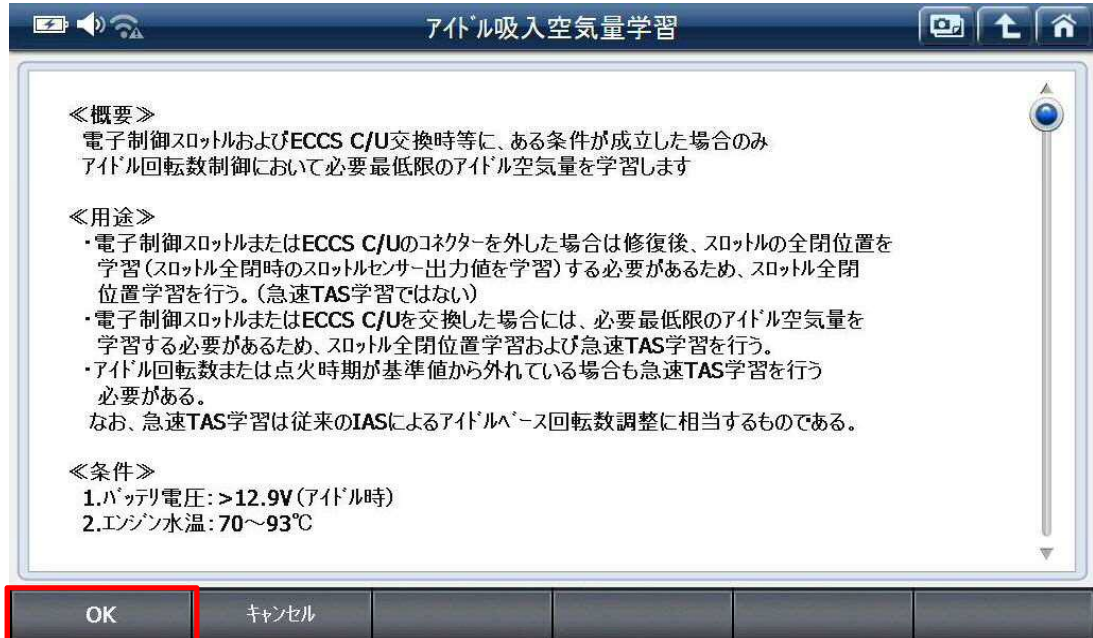 アイドル吸入空気量学習
≪概要≫
電子制御スロットルおよびECCS C/U交換時等に、ある条件が成立した場合のみ
アイドル回転数制御において必要最低限のアイドル空気量を学習します
≪用途≫
・電子制御スロットルまたはECCS C/Uのコネクターを外した場合は修復後、スロットルの全閉位置を
学習(スロットル全閉時のスロットルセンサー出力値を学習)する必要があるため、スロットル全閉
位置学習を行う。(急速TAS学習ではない)
・電子制御スロットルまたはECCS C/Uを交換した場合には、必要最低限のアイドル空気量を
学習する必要があるため、スロットル全閉位置学習および急速TAS学習を行う。
・アイドル回転数または点火時期が基準値から外れている場合も急速TAS学習を行う
必要がある。
なお、急速TAS学習は従来のIASによるアイドルベース回転数調整に相当するものである。
≪条件≫
1.バッテリ電圧:>12.9V(アイドル時)
2.エンジン水温:70～93℃
OK
キャンセル